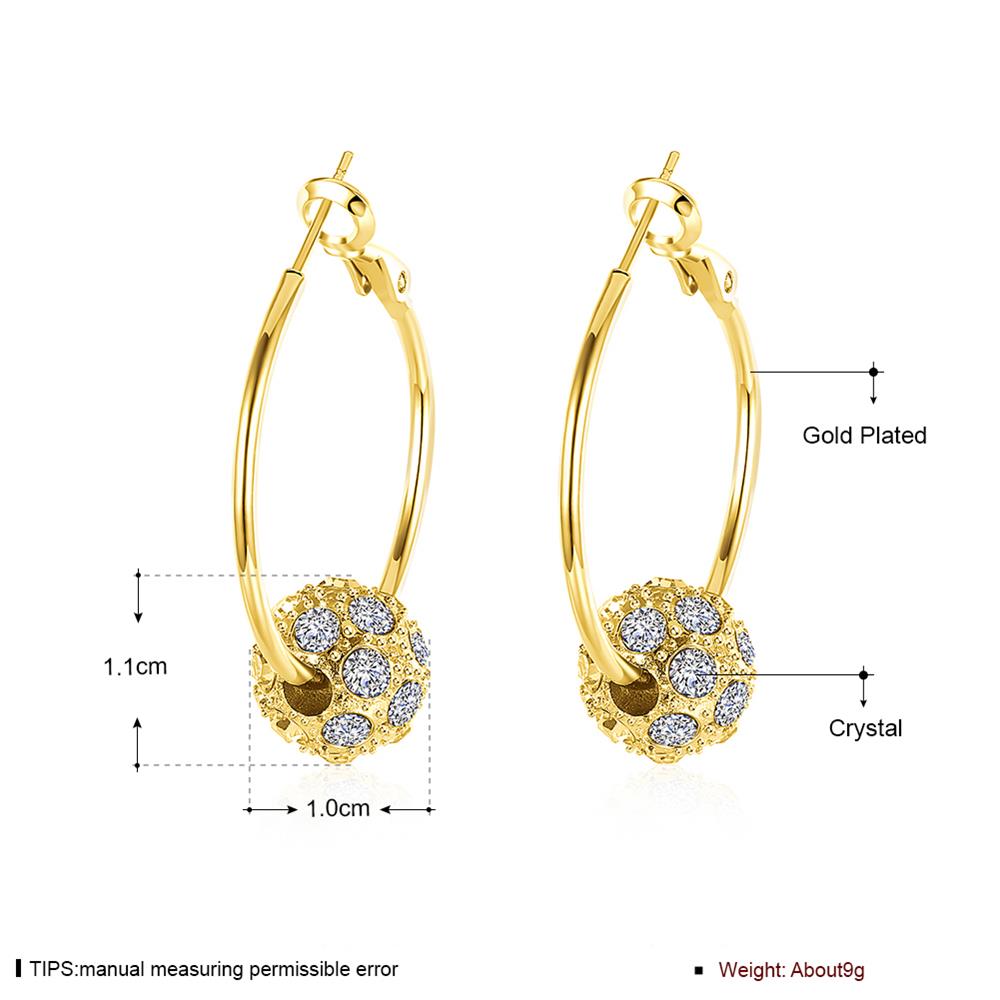 Gold Plated
1.1cm
Crystal
1.0cm
TIPS:manual measuring permissible error
Weight: About9g